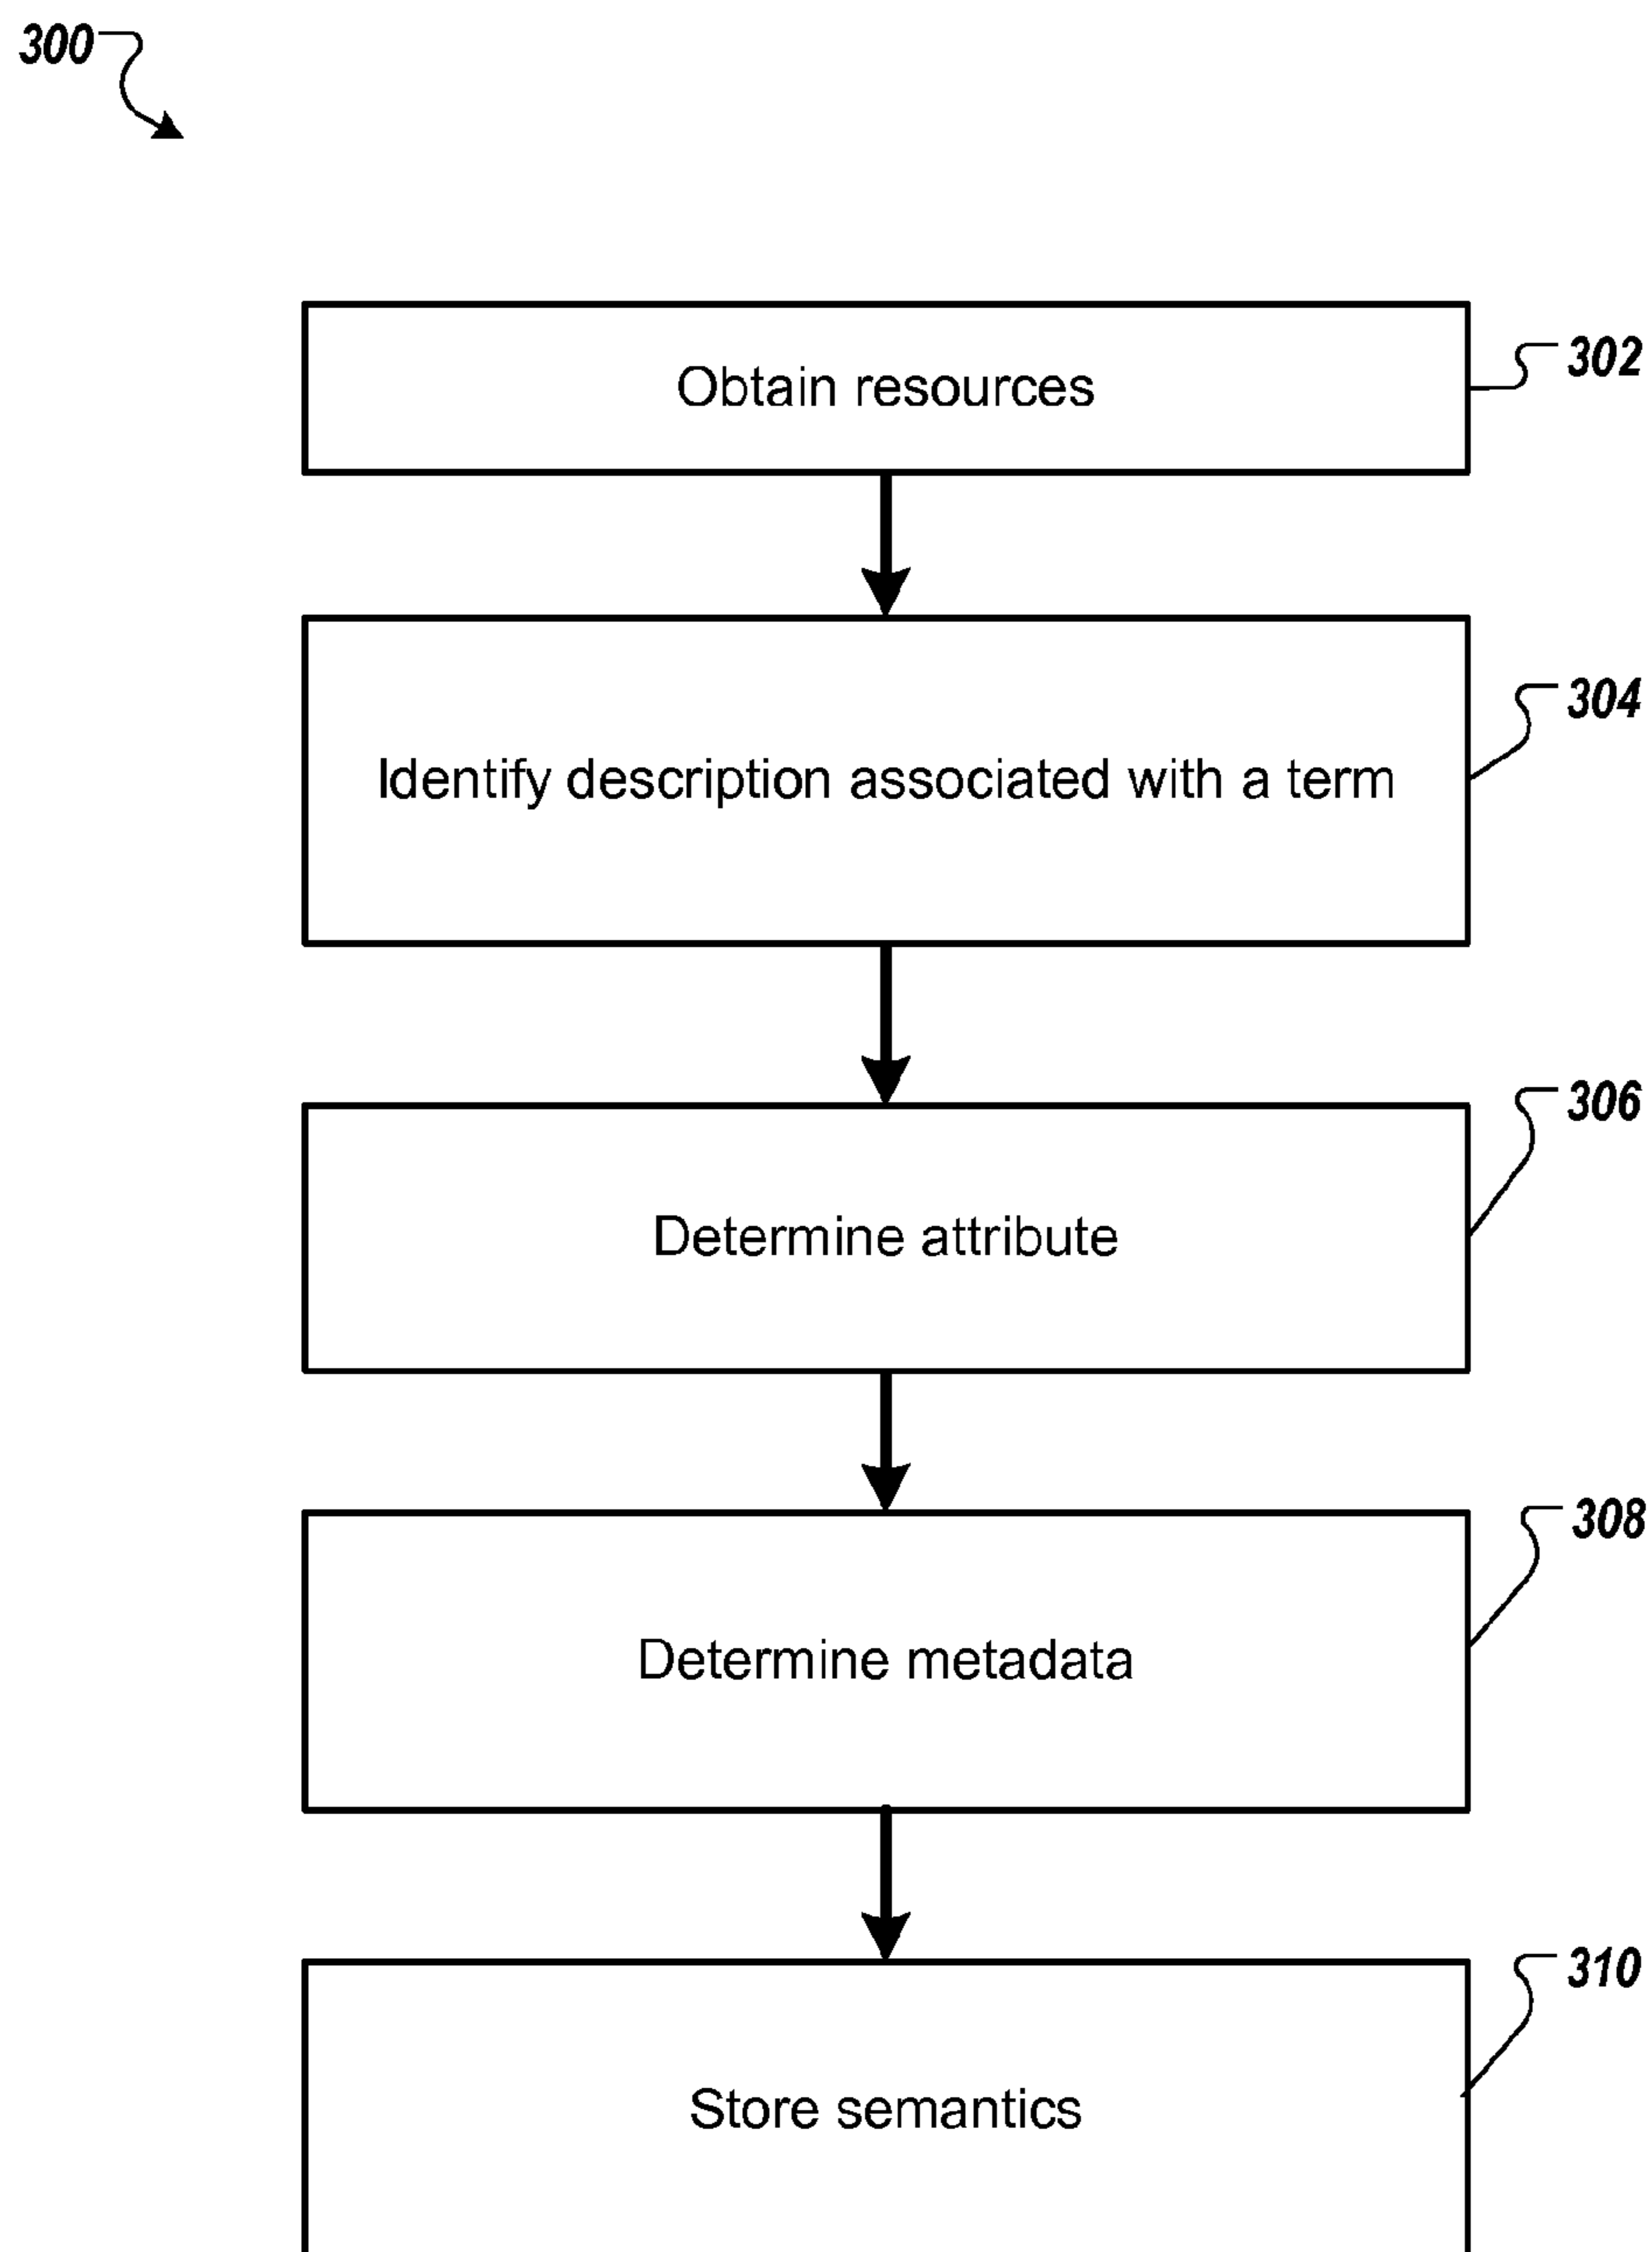 300
Obtain resources
302
Identify description associated with a term
304
Determine attribute
306
Determine metadata
308
Store semantics
310